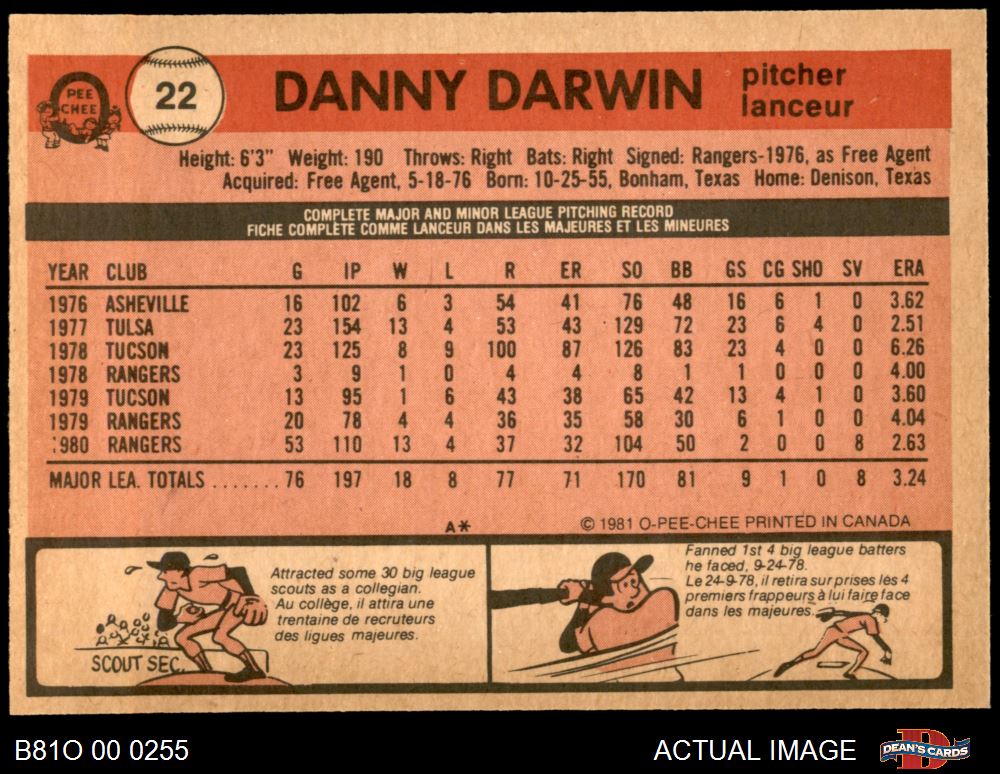 PEE
CHEE
22
DANNY DARWIN
pitcher
lanceur
Height: 6'3" Weight: 190 Throws: Right Bats: Right Signed: Rangers-1976, as Free Agent
Acquired: Free Agent, 5-18-76 Born: 10-25-55, Bonham, Texas Home: Denison, Texas
COMPLETE MAJOR AND MINOR LEAGUE PITCHING RECORD
FICHE COMPLÈTE COMME LANCEUR DANS LES MAJEURES ET LES MINEURES
YEAR CLUB G IP W L R ER SO BB GS CG SHO SV ERA
1976 ASHEVILLE 16 102 6 3 54 41 76 48 16 6 1 0 3.62
1977 TULSA 23 154 13 4 53 43 129 72 23 6 4 0 2.51
1978 TUCSON 23 125 8 9 100 87 126 83 23 4 0 0 6.26
1978 RANGERS 3 9 1 0 4 4 8 1 1 0 0 0 4.00
1979 TUCSON 13 95 1 6 43 38 65 42 13 4 1 0 3.60
1979 RANGERS 20 78 4 4 36 35 58 30 6 1 0 0 4.04
1980 RANGERS 53 110 13 4 37 32 104 50 2 0 0 8 2.63
MAJOR LEA. TOTALS ....... 76 197 18 8 77 71 170 81 9 1 0 8 3.24
A* © 1981 O-PEE-CHEE PRINTED IN CANADA
Attracted some 30 big league
scouts as a collegian.
Au collège, il attira une
trentaine de recruteurs
des ligues majeures.
SCOUT SEC.
Fanned 1st 4 big league batters
he faced, 9-24-78.
Le 24-9-78, il retira sur prises les 4
premiers frappeurs à lui faire face
dans les majeures.
B81O 00 0255
ACTUAL IMAGE
DEAN'S CARDS